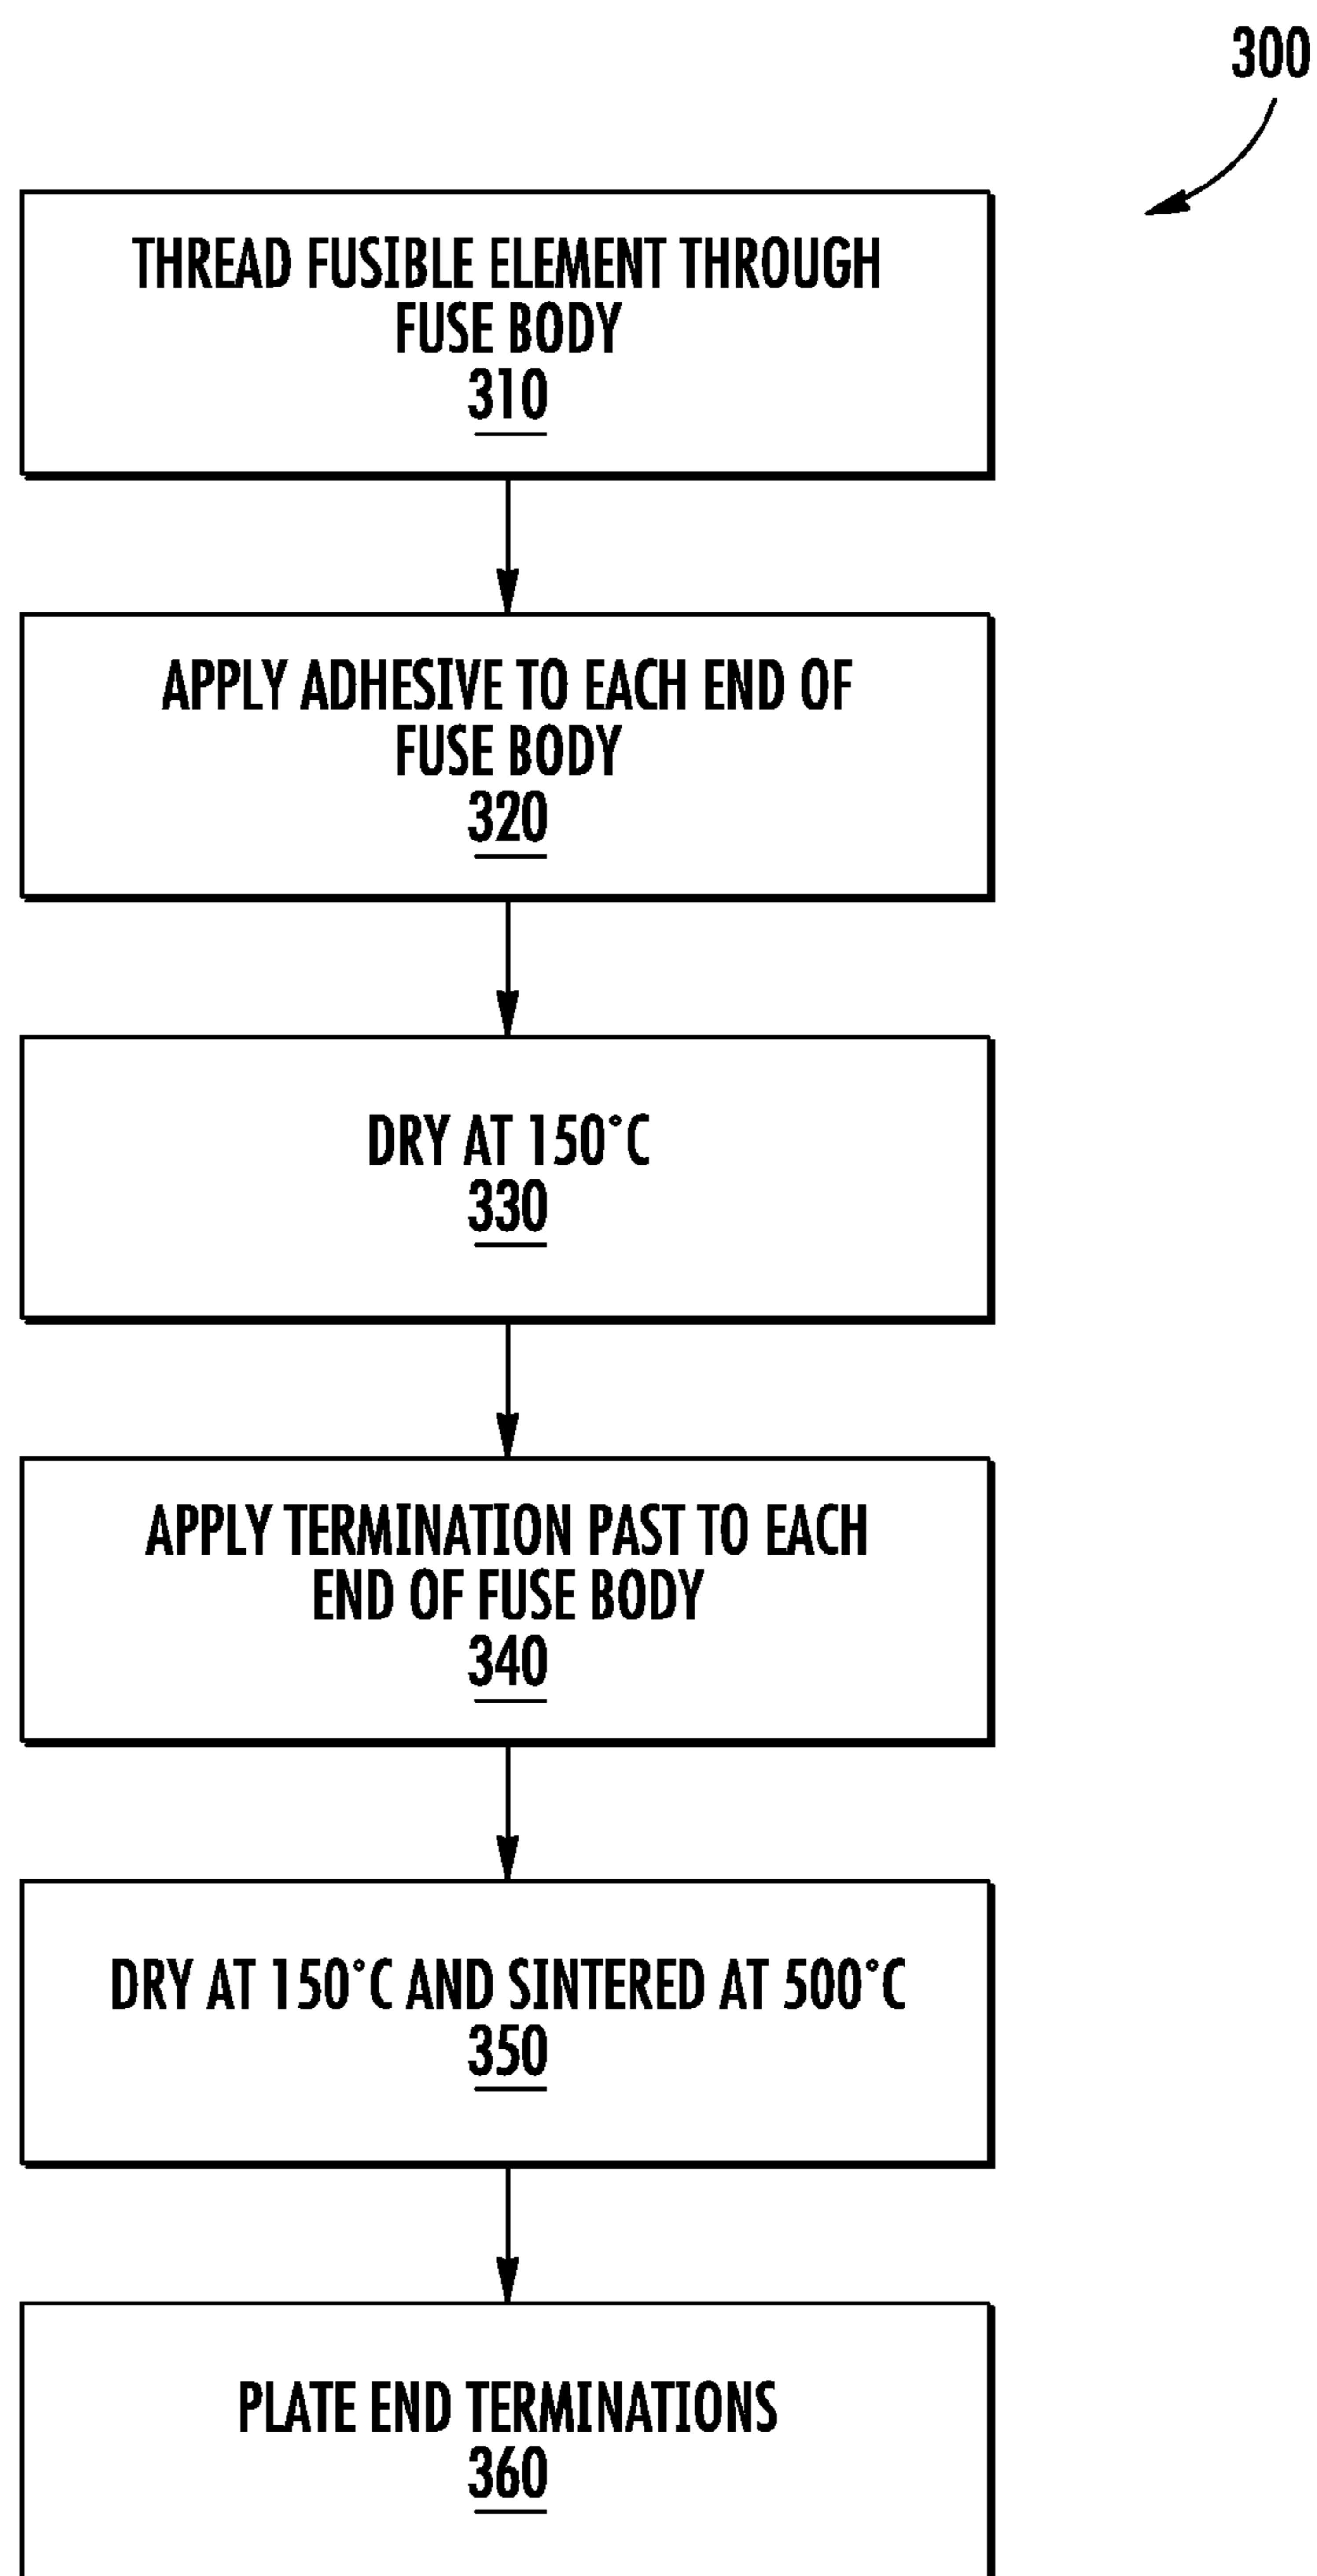 300
THREAD FUSIBLE ELEMENT THROUGH
FUSE BODY
310
APPLY ADHESIVE TO EACH END OF
FUSE BODY
320
DRY AT 150°C
330
APPLY TERMINATION PAST TO EACH
END OF FUSE BODY
340
DRY AT 150°C AND SINTERED AT 500°C
350
PLATE END TERMINATIONS
360